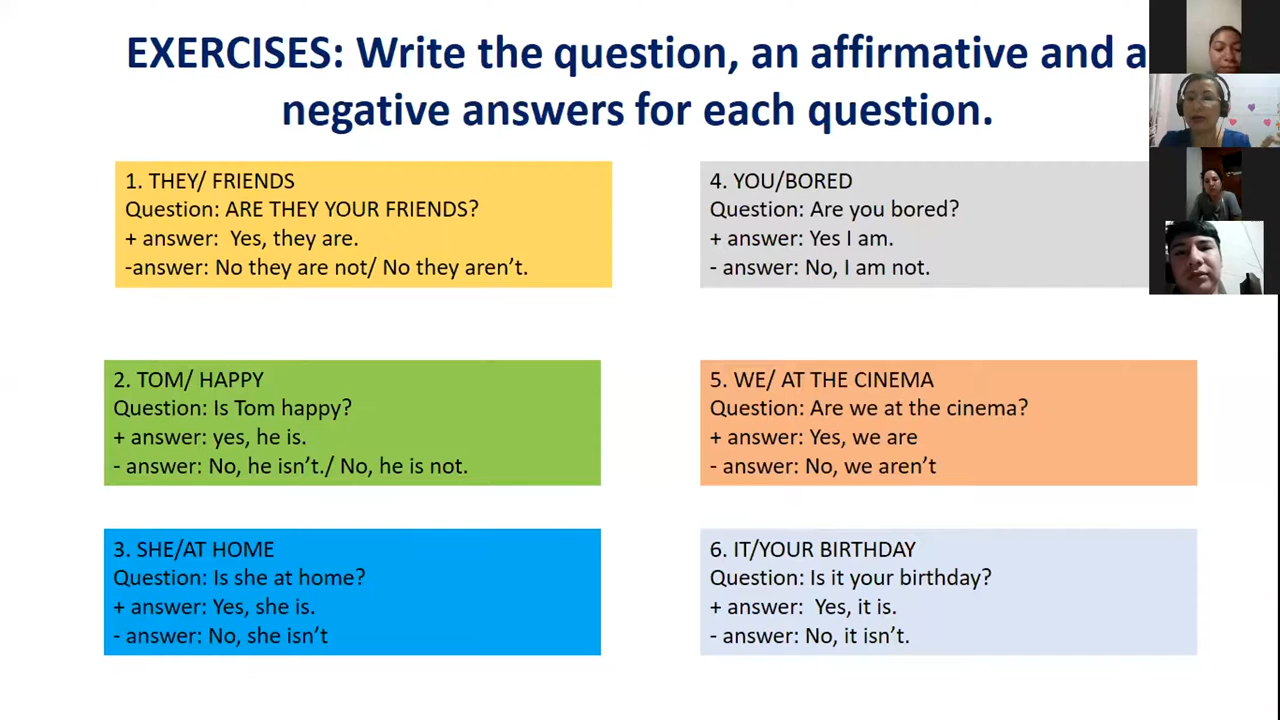 EXERCISES: Write the question, an affirmative and a
negative answers for each question.
1. THEY/ FRIENDS
Question: ARE THEY YOUR FRIENDS?
+ answer:  Yes, they are.
-answer: No they are not/ No they aren’t.
2. TOM/ HAPPY
Question: Is Tom happy?
+ answer: yes, he is.
- answer: No, he isn’t./ No, he is not.
3. SHE/AT HOME
Question: Is she at home?
+ answer: Yes, she is.
- answer: No, she isn’t
4. YOU/BORED
Question: Are you bored?
+ answer: Yes I am.
- answer: No, I am not.
5. WE/ AT THE CINEMA
Question: Are we at the cinema?
+ answer: Yes, we are
- answer: No, we aren’t
6. IT/YOUR BIRTHDAY
Question: Is it your birthday?
+ answer:  Yes, it is.
- answer: No, it isn’t.